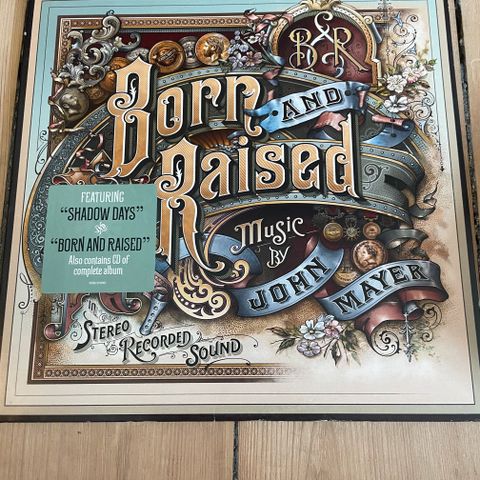 B&R
Born AND
Raised
FEATURING
"SHADOW DAYS"
"BORN AND RAISED"
Also contains CD of
complete album
Music
BY
JOHN
MAYER
IN
STEREO
RECORDED
SOUND